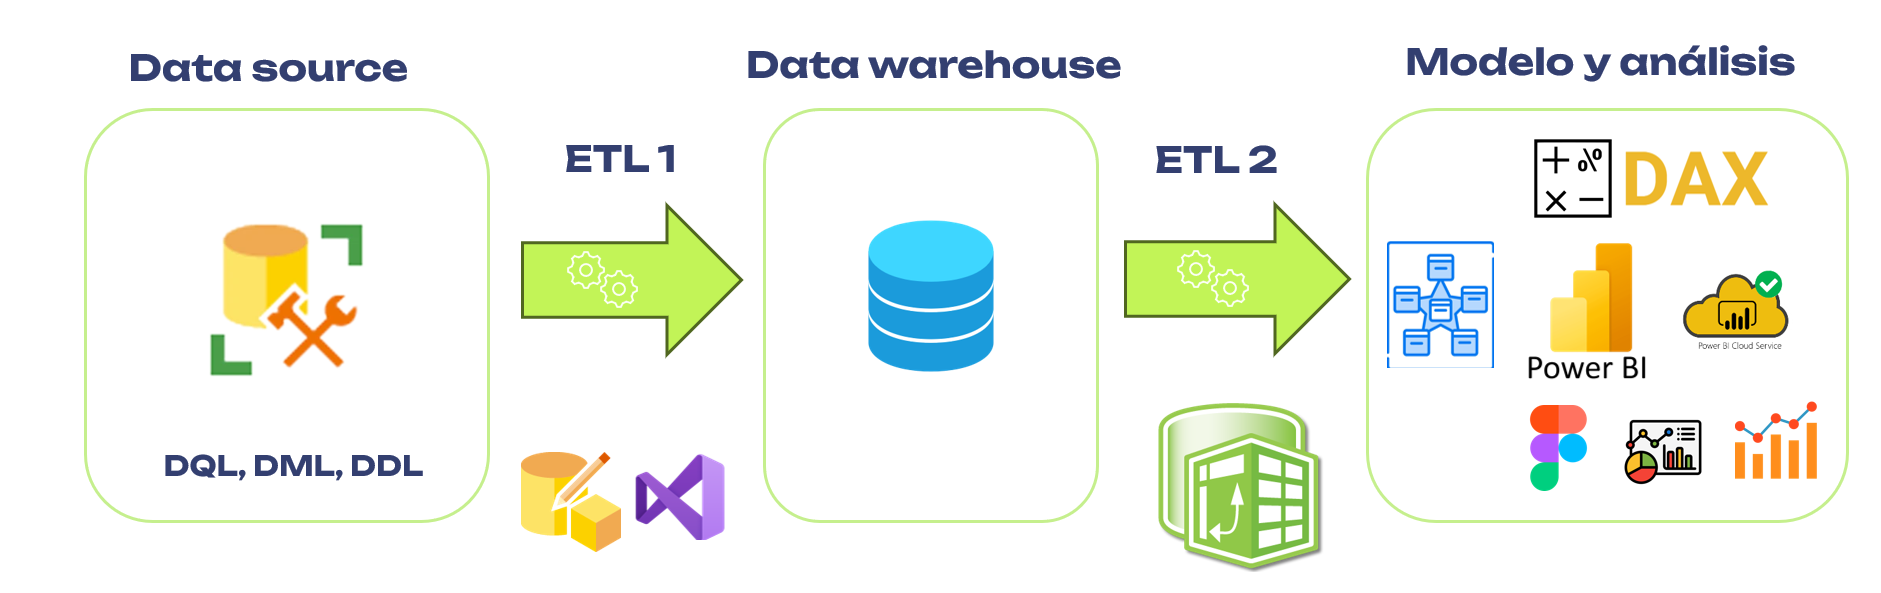 Data source
Data warehouse
Modelo y análisis
ETL 1
ETL 2
DAX
Power BI
Power BI Cloud Service
DQL, DML, DDL